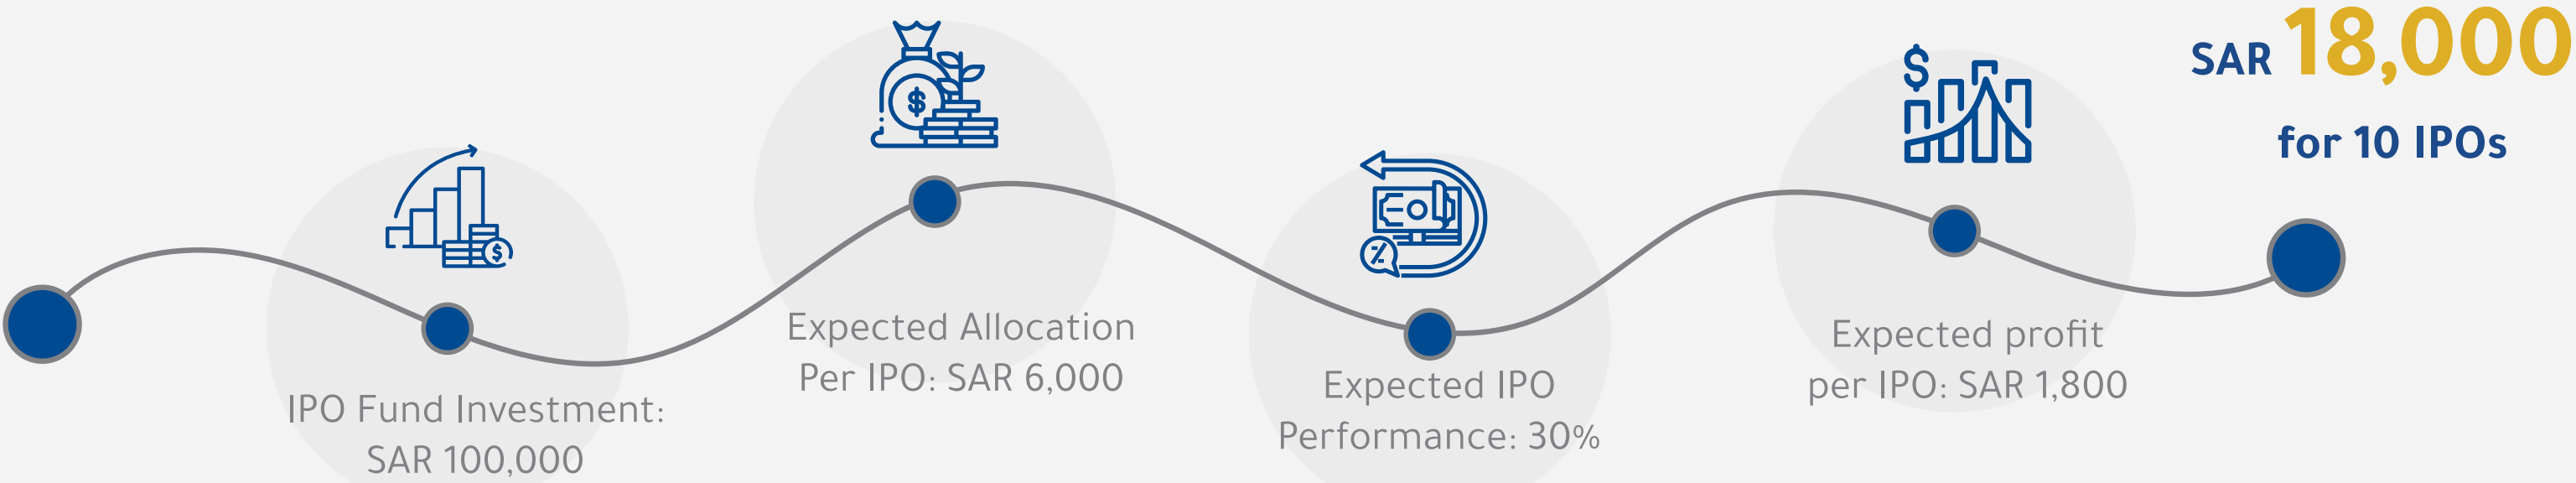 IPO Fund Investment:
SAR 100,000
Expected Allocation
Per IPO: SAR 6,000
Expected IPO
Performance: 30%
Expected profit
per IPO: SAR 1,800
SAR 18,000
for 10 IPOs